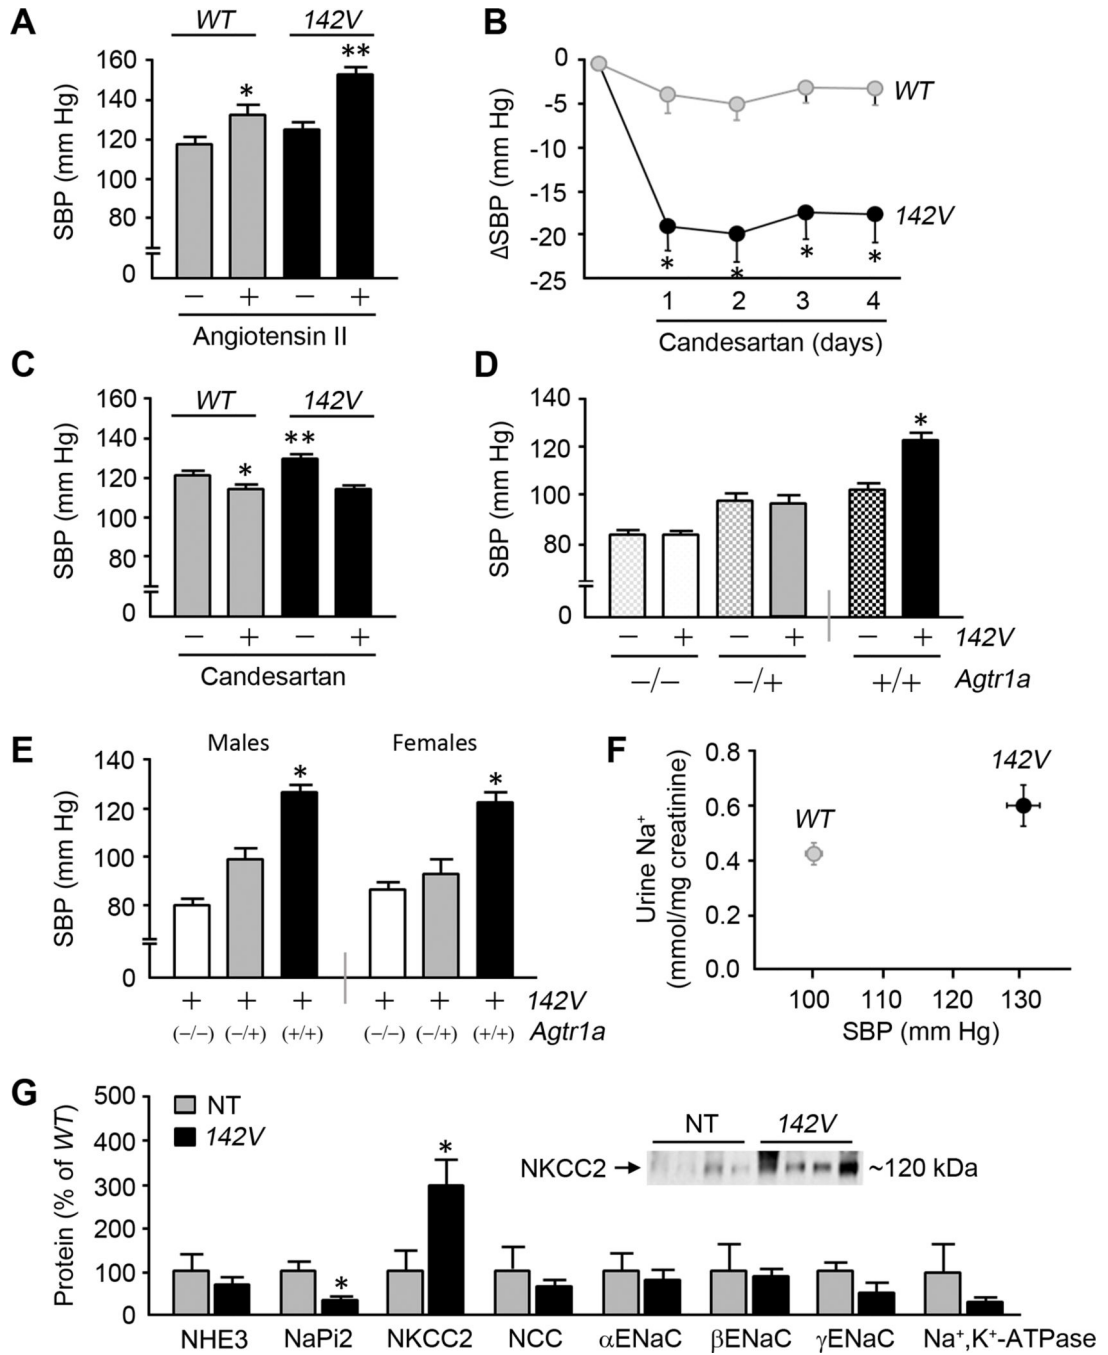 A
WT 142V
SBP (mm Hg)
160
140
120
100
80
0
* **
− + − +
Angiotensin II
B
ΔSBP (mm Hg)
0
-5
-10
-15
-20
-25
WT
142V
* * * *
1 2 3 4
Candesartan (days)
C
WT 142V
SBP (mm Hg)
160
140
120
100
80
0
* **
− + − +
Candesartan
D
SBP (mm Hg)
140
120
100
80
0
*
− + − + − + 142V
−/− −/+ +/+ Agtr1a
E
Males Females
SBP (mm Hg)
140
120
100
80
0
* *
+ + + + + + 142V
(−/−) (−/+) (+/+) (−/−) (−/+) (+/+) Agtr1a
F
Urine Na⁺
(mmol/mg creatinine)
0.8
0.6
0.4
0.2
0.0
WT
142V
100 110 120 130
SBP (mm Hg)
G
Protein (% of WT)
500
400
300
200
100
0
NT
142V
* *
NT 142V
NKCC2 → ~120 kDa
NHE3 NaPi2 NKCC2 NCC αENaC βENaC γENaC Na⁺,K⁺-ATPase